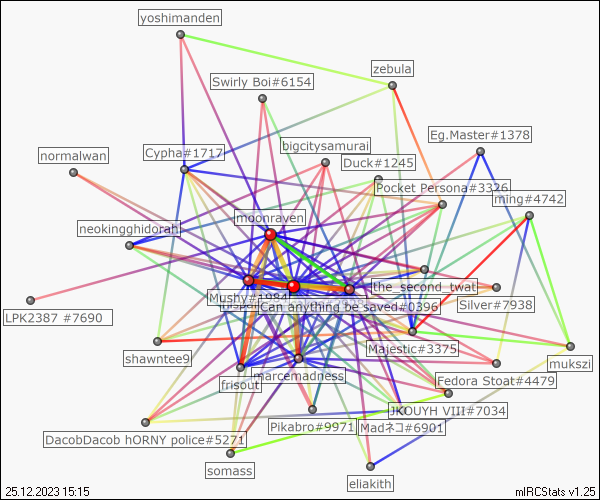 yoshimanden
zebula
Swirly Boi#6154
Eg.Master#1378
bigcitysamurai
normalwan
Cypha#1717
Duck#1245
Pocket Persona#3326
ming#4742
moonraven
neokingghidorah
the_second_twat
Mushy#1984
Can anything be saved#0396
Silver#7938
LPK2387 #7690
Majestic#3375
shawntee9
mukszi
marcemadness
frisout
Fedora Stoat#4479
JKOUYH VIII#7034
Pikabro#9971
Madネコ#6901
DacobDacob hORNY police#5271
somass
eliakith
25.12.2023 15:15
mIRCStats v1.25